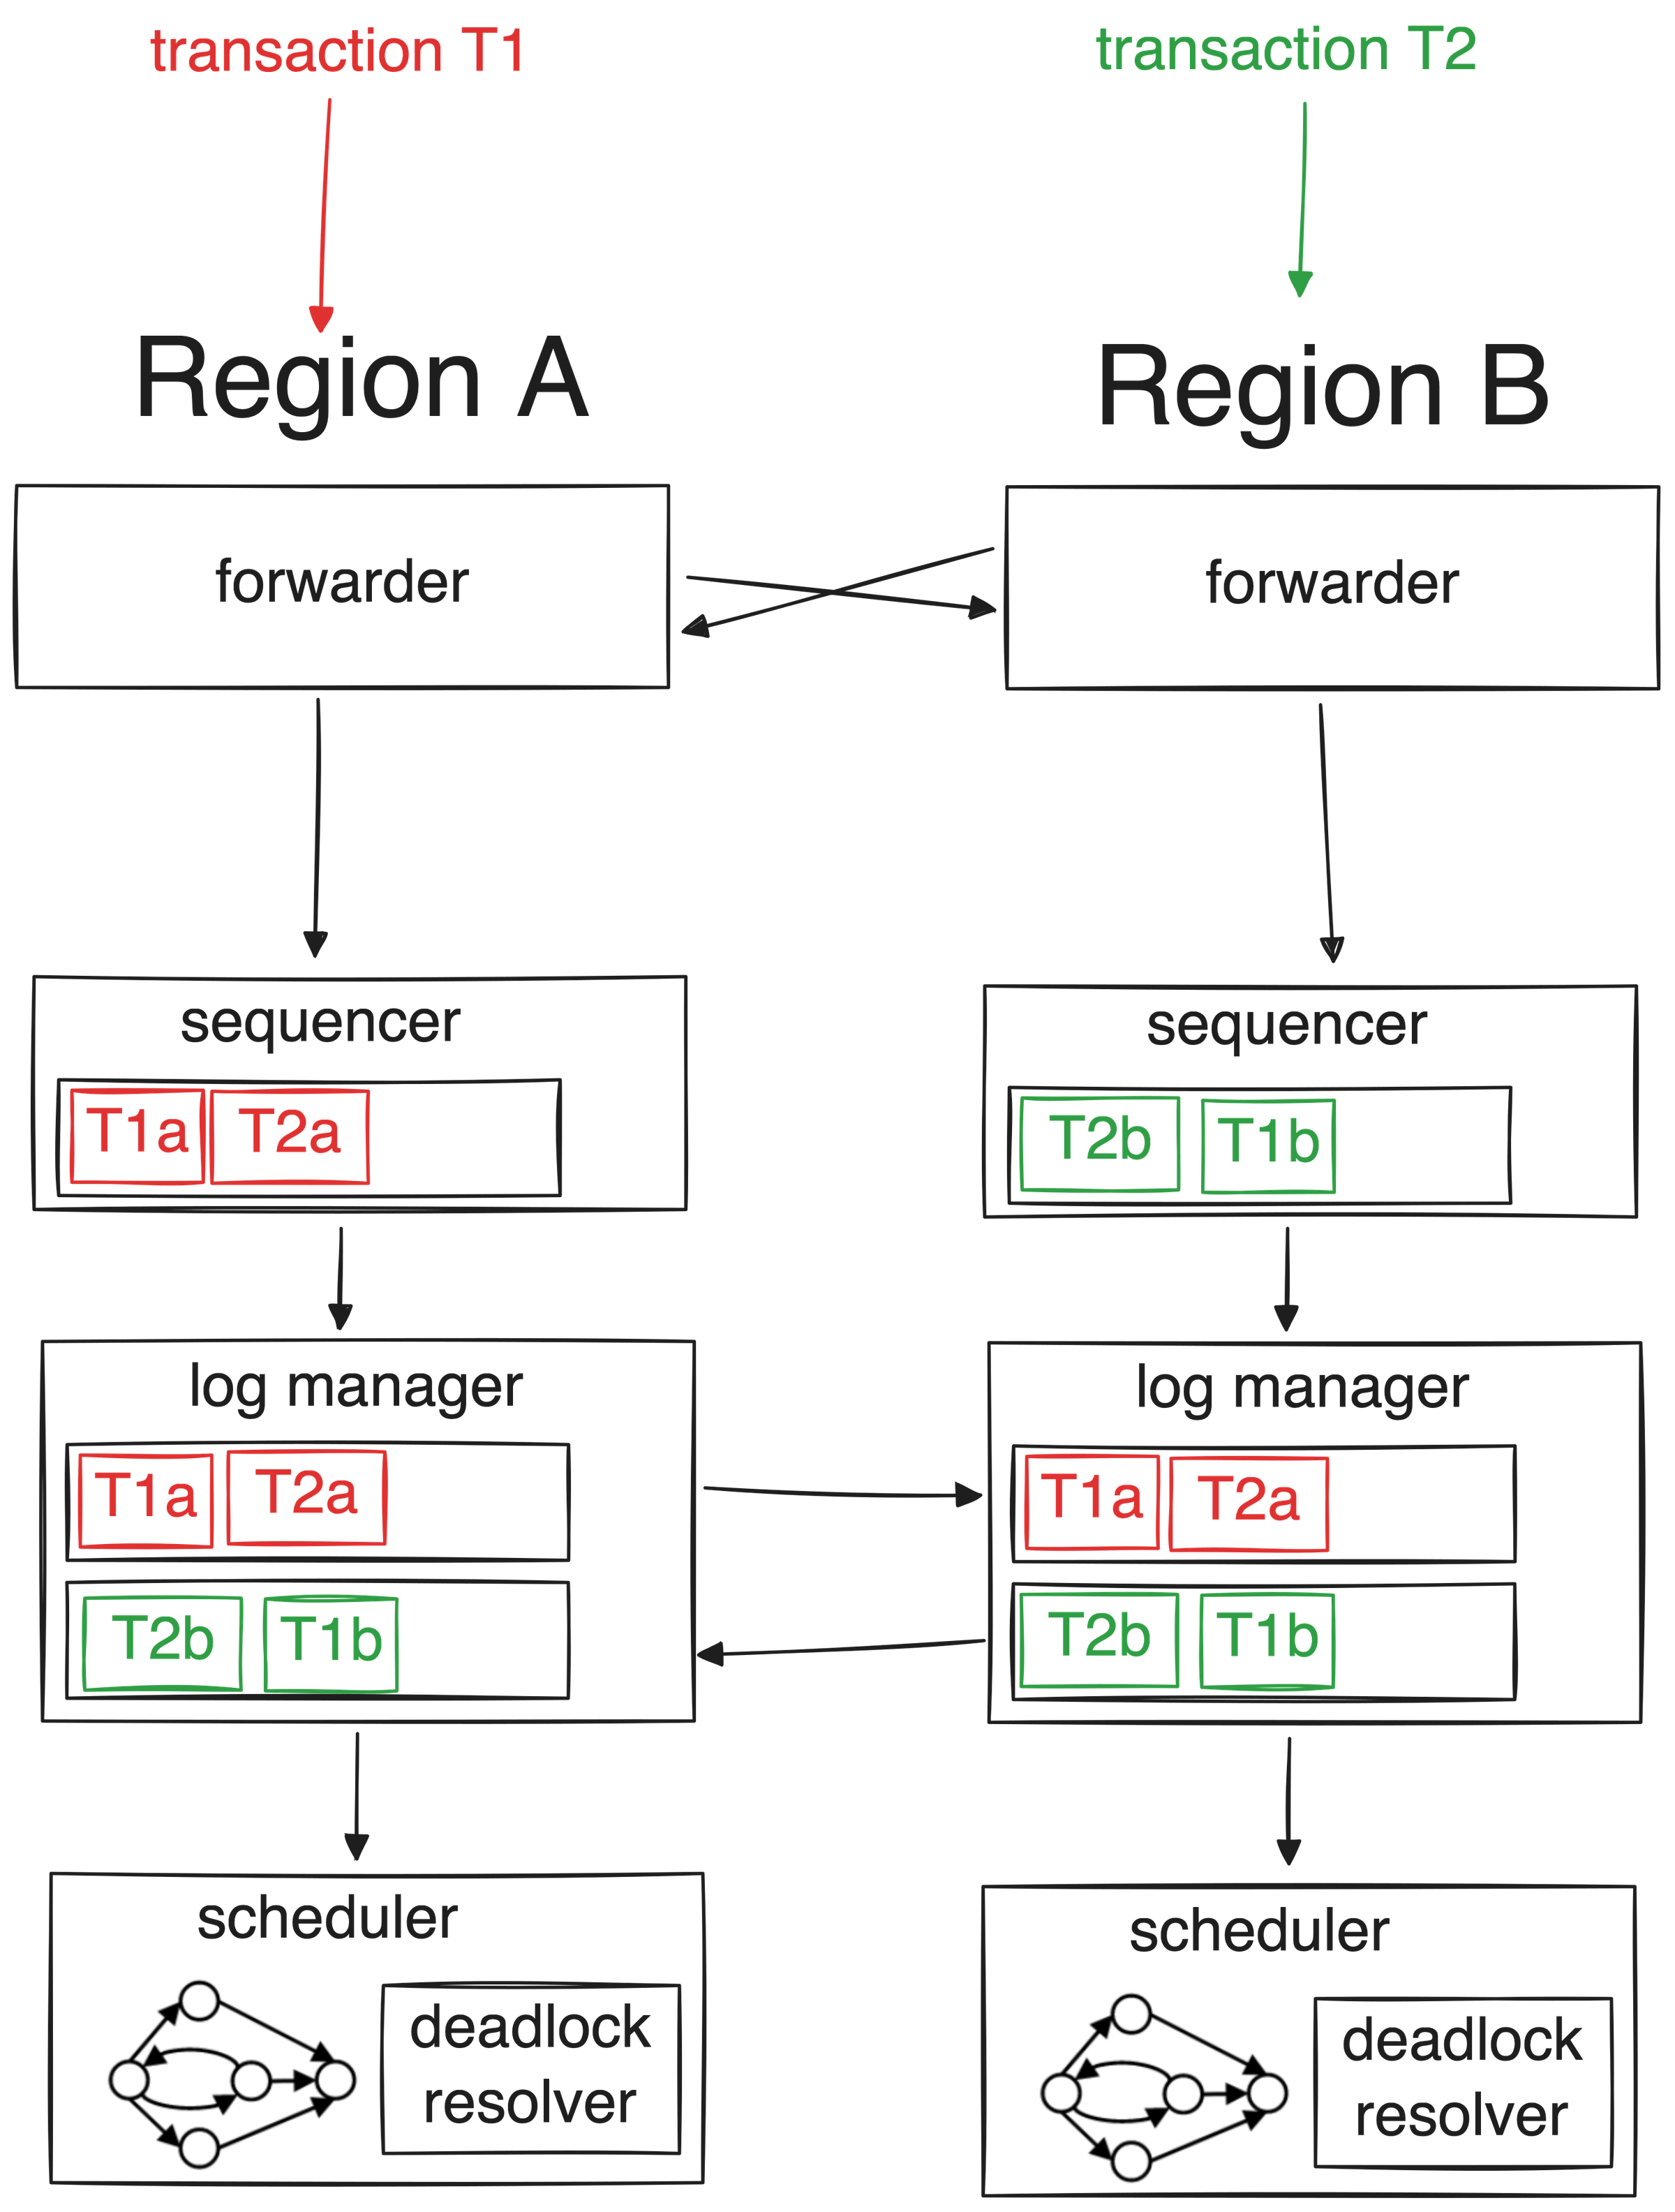 transaction T1
transaction T2
Region A
Region B
forwarder
forwarder
sequencer
T1a T2a
sequencer
T2b T1b
log manager
T1a T2a
T2b T1b
log manager
T1a T2a
T2b T1b
scheduler
deadlock
resolver
scheduler
deadlock
resolver